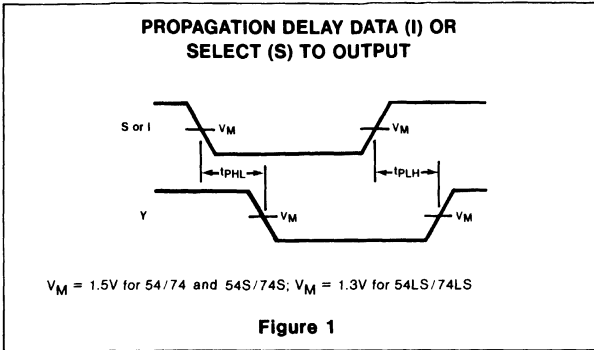 PROPAGATION DELAY DATA (I) OR
SELECT (S) TO OUTPUT
S or I
VM
VM
tPHL
tPLH
Y
VM
VM
VM = 1.5V for 54/74 and 54S/74S; VM = 1.3V for 54LS/74LS
Figure 1